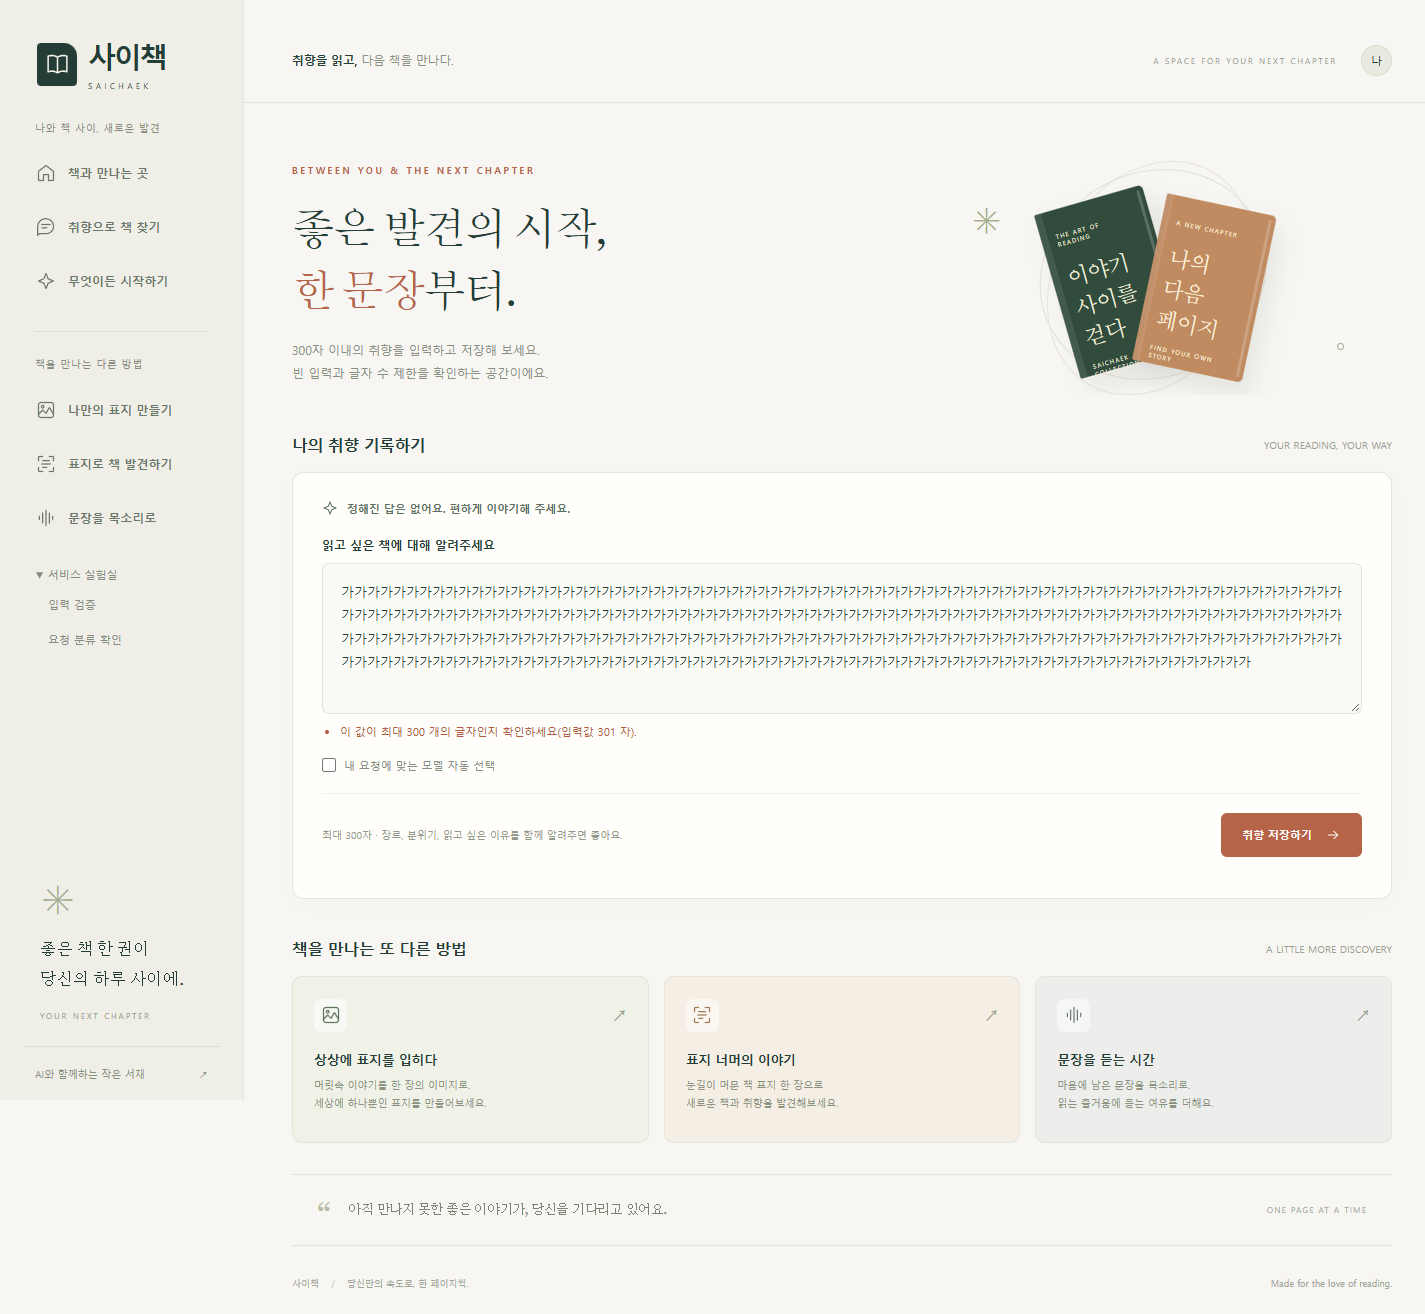 사이책
SAICHAEK
나와 책 사이, 새로운 발견
책과 만나는 곳
취향으로 책 찾기
무엇이든 시작하기
책을 만나는 다른 방법
나만의 표지 만들기
표지로 책 발견하기
문장을 목소리로
▼ 서비스 실험실
입력 검증
요청 분류 확인
좋은 책 한 권이
당신의 하루 사이에.
YOUR NEXT CHAPTER
AI와 함께하는 작은 서재 ↗
취향을 읽고, 다음 책을 만나다.
A SPACE FOR YOUR NEXT CHAPTER
나
BETWEEN YOU & THE NEXT CHAPTER
좋은 발견의 시작,
한 문장부터.
300자 이내의 취향을 입력하고 저장해 보세요.
빈 입력과 글자 수 제한을 확인하는 공간이에요.
THE ART OF
READING
이야기
사이를
걷다
SAICHAEK
COLLECTION
A NEW CHAPTER
나의
다음
페이지
FIND YOUR OWN
STORY
나의 취향 기록하기
YOUR READING, YOUR WAY
정해진 답은 없어요. 편하게 이야기해 주세요.
읽고 싶은 책에 대해 알려주세요
가가가가가가가가가가가가가가가가가가가가가가가가가가가가가가가가가가가가가가가가가가가가가가가가가가가가가가가가가가가가가가가가가가가가가가가가가가가가가
가가가가가가가가가가가가가가가가가가가가가가가가가가가가가가가가가가가가가가가가가가가가가가가가가가가가가가가가가가가가가가가가가가가가가가가가가가가가가
가가가가가가가가가가가가가가가가가가가가가가가가가가가가가가가가가가가가가가가가가가가가가가가가가가가가가가가가가가가가가가가가가가가가가가가가가가가가가
가가가가가가가가가가가가가가가가가가가가가가가가가가가가가가가가가가가가가가가가가가가가가가가가가가가가가가가가가가가가가가가가가가가가가가
• 이 값이 최대 300 개의 글자인지 확인하세요(입력값 301 자).
내 요청에 맞는 모델 자동 선택
최대 300자 · 장르, 분위기, 읽고 싶은 이유를 함께 알려주면 좋아요.
취향 저장하기 →
책을 만나는 또 다른 방법
A LITTLE MORE DISCOVERY
↗
상상에 표지를 입히다
머릿속 이야기를 한 장의 이미지로.
세상에 하나뿐인 표지를 만들어보세요.
↗
표지 너머의 이야기
눈길이 머문 책 표지 한 장으로
새로운 책과 취향을 발견해보세요.
↗
문장을 듣는 시간
마음에 남은 문장을 목소리로.
읽는 즐거움에 듣는 여유를 더해요.
“ 아직 만나지 못한 좋은 이야기가, 당신을 기다리고 있어요.
ONE PAGE AT A TIME
사이책 / 당신만의 속도로, 한 페이지씩.
Made for the love of reading.